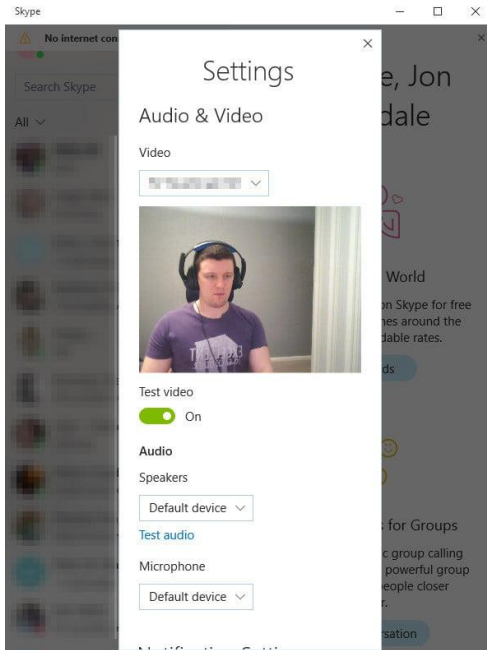 Skype
No internet con
Search Skype
All
e, Jon
dale
World
on Skype for free
nes around the
dable rates.
ds
s for Groups
c group calling
powerful group
eople closer
r.
rsation
Settings
Audio & Video
Video
Test video
On
Audio
Speakers
Default device
Test audio
Microphone
Default device